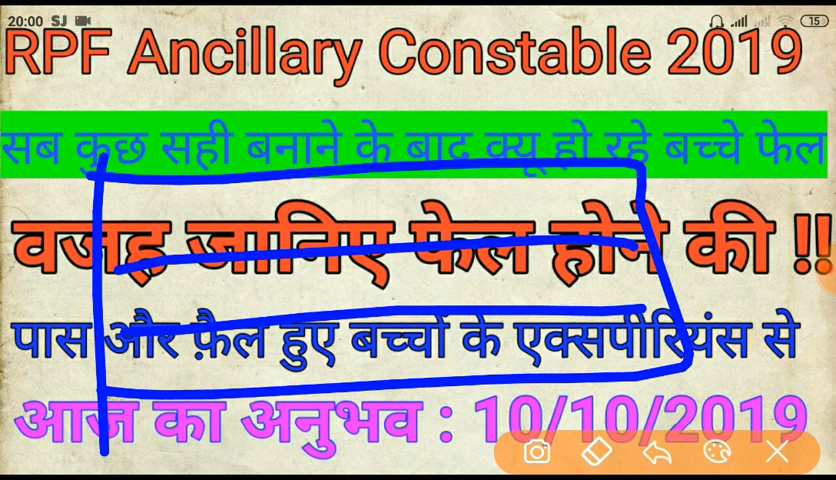 20:00 SJ 15
RPF Ancillary Constable 2019
सब कुछ सही बनाने के बाद क्यू हो रहे बच्चे फेल
वजह जानिए फेल होने की !!
पास और फ़ैल हुए बच्चों के एक्सपीरियंस से
आज का अनुभव : 10/10/2019